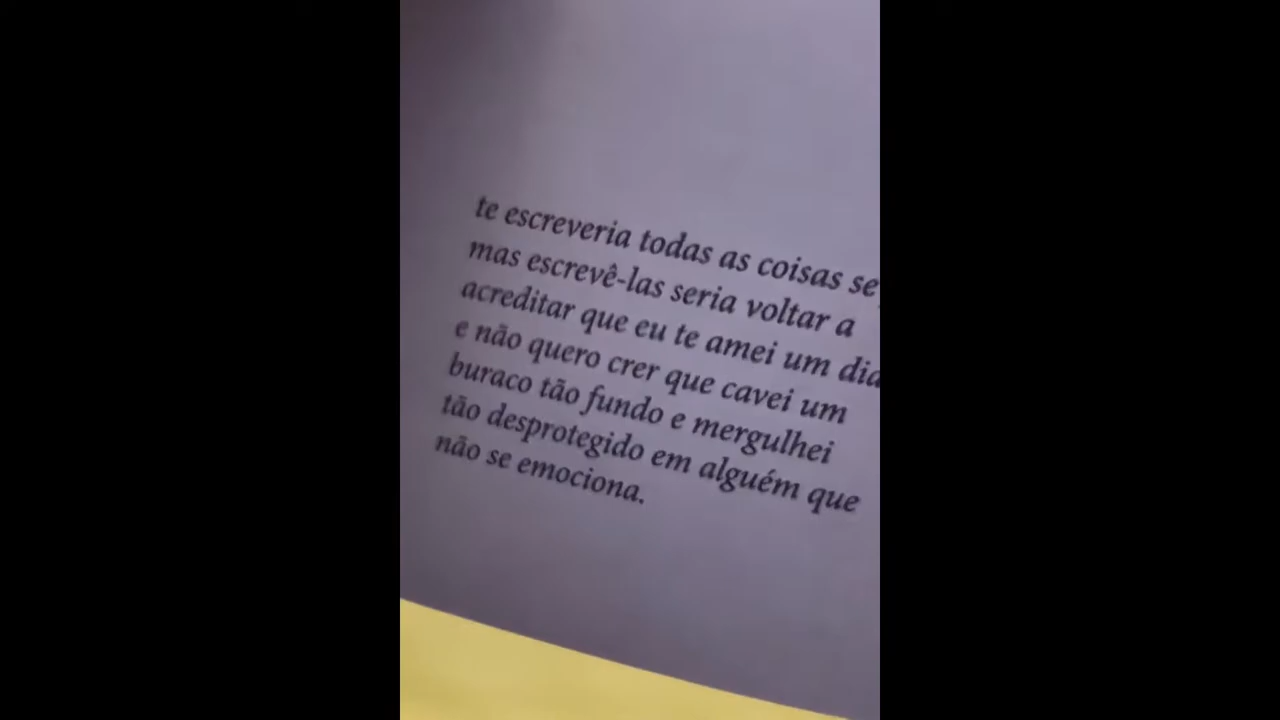 te escreveria todas as coisas se
mas escrevê-las seria voltar a
acreditar que eu te amei um dia
e não quero crer que cavei um
buraco tão fundo e mergulhei
tão desprotegido em alguém que
não se emociona.